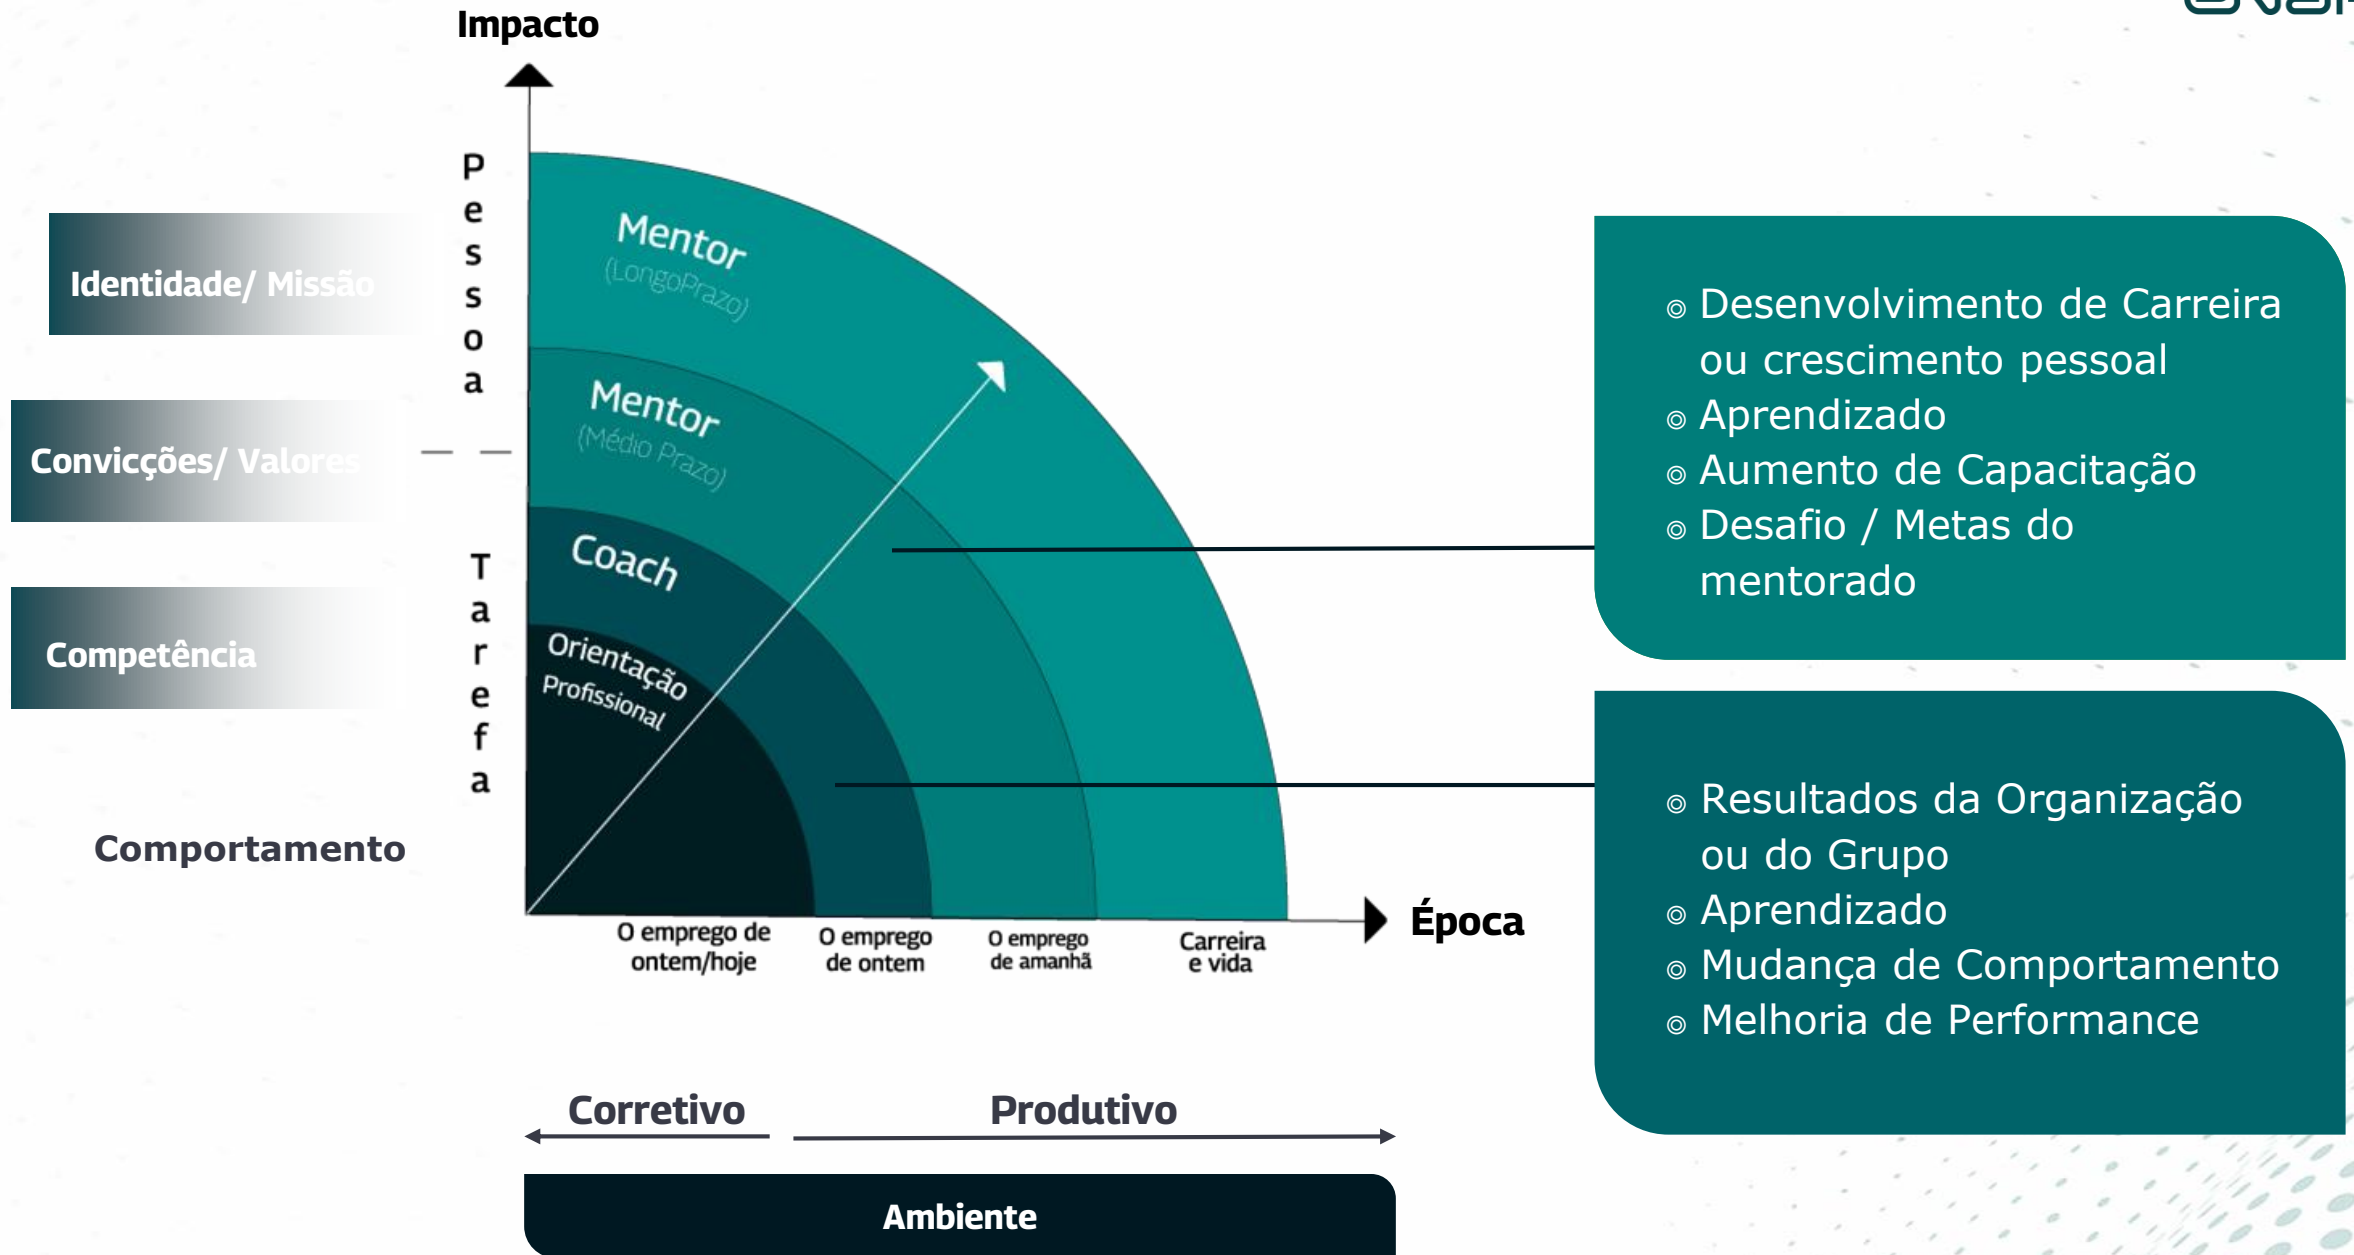 Impacto
Pessoa
Identidade/ Missão
Convicções/ Valores
Competência
Comportamento
Tarefa
Mentor
(LongoPrazo)
Mentor
(Médio Prazo)
Coach
Orientação
Profissional
O emprego de
ontem/hoje
O emprego
de ontem
O emprego
de amanhã
Carreira
e vida
Época
Corretivo
Produtivo
Ambiente
◎ Desenvolvimento de Carreira
ou crescimento pessoal
◎ Aprendizado
◎ Aumento de Capacitação
◎ Desafio / Metas do
mentorado
◎ Resultados da Organização
ou do Grupo
◎ Aprendizado
◎ Mudança de Comportamento
◎ Melhoria de Performance